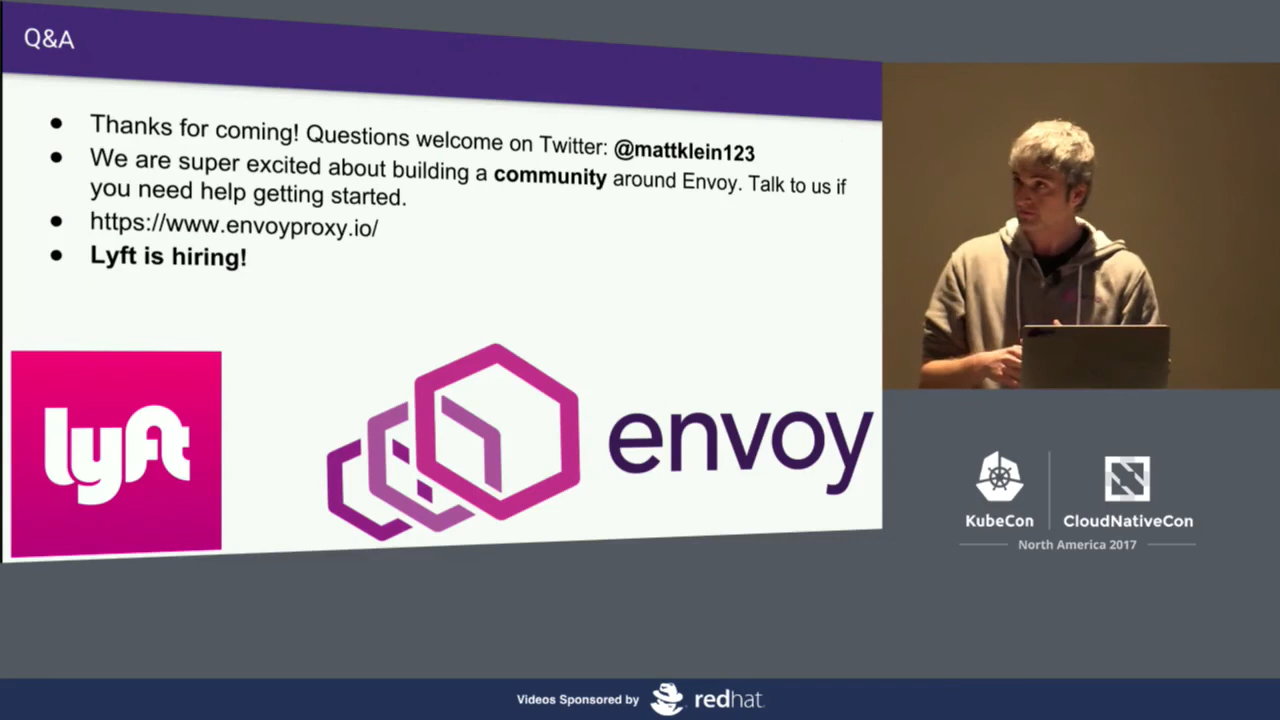 Q&A
Thanks for coming! Questions welcome on Twitter: @mattklein123
We are super excited about building a community around Envoy. Talk to us if
you need help getting started.
https://www.envoyproxy.io/
Lyft is hiring!
lyft
envoy
KubeCon
CloudNativeCon
North America 2017
Videos Sponsored by
redhat.